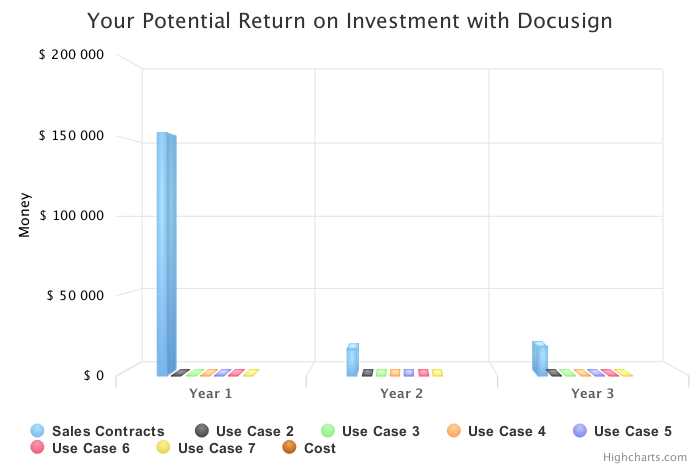 Your Potential Return on Investment with Docusign
$ 200 000
$ 150 000
$ 100 000
$ 50 000
$ 0
Money
Year 1 Year 2 Year 3
Sales Contracts Use Case 2 Use Case 3 Use Case 4 Use Case 5
Use Case 6 Use Case 7 Cost
Highcharts.com